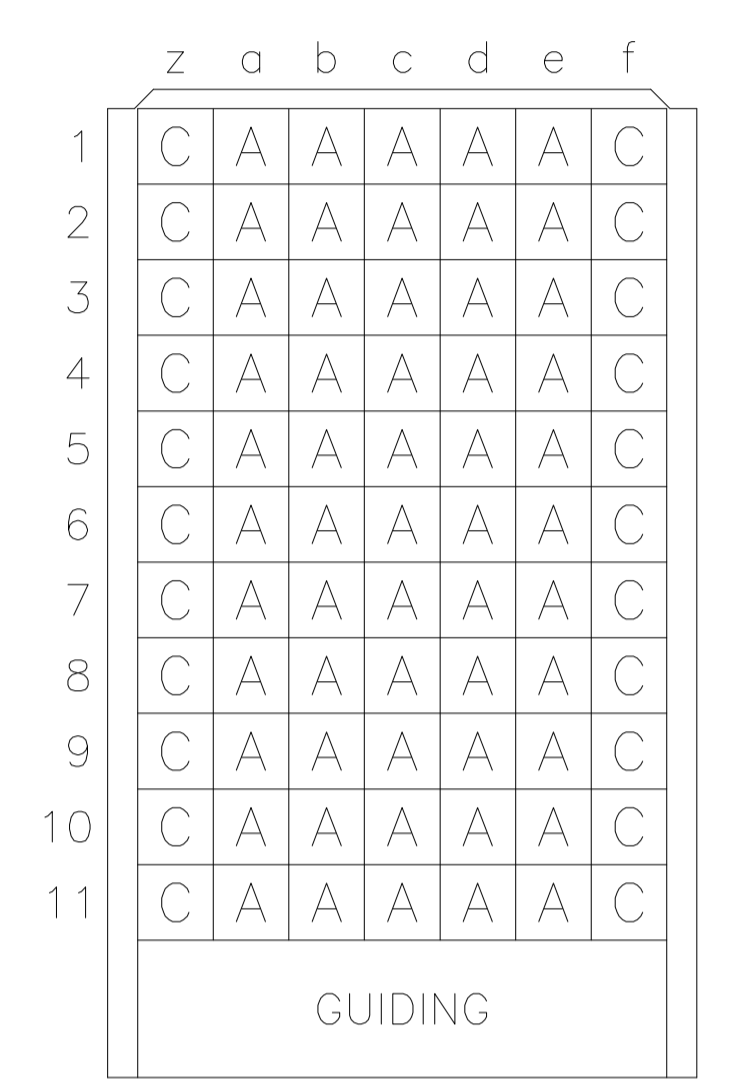 z a b c d e f
1 C A A A A A C
2 C A A A A A C
3 C A A A A A C
4 C A A A A A C
5 C A A A A A C
6 C A A A A A C
7 C A A A A A C
8 C A A A A A C
9 C A A A A A C
10 C A A A A A C
11 C A A A A A C
GUIDING